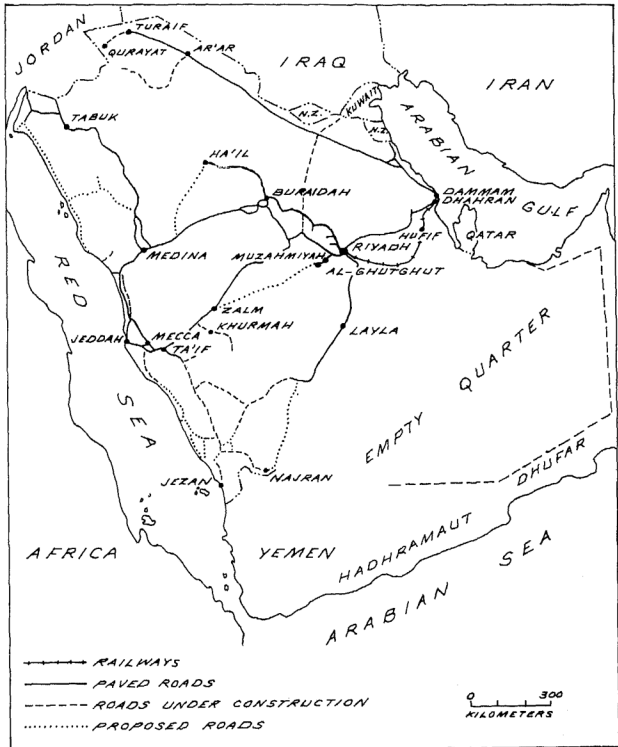 JORDAN
TURAIF
QURAYAT
AR'AR
IRAQ
IRAN
N.Z.
KUWAIT
N.Z.
TABUK
ARABIAN
GULF
HA'IL
BURAIDAH
DAMMAM
DHAHRAN
HUFIF
QATAR
RIYADH
MEDINA
MUZAHMIYAH
AL-GHUTGHUT
RED
SEA
ZALM
KHURMAH
LAYLA
JEDDAH
MECCA
TA'IF
EMPTY QUARTER
DHUFAR
JEZAN
NAJRAN
AFRICA
YEMEN
HADHRAMAUT
ARABIAN SEA
RAILWAYS
PAVED ROADS
ROADS UNDER CONSTRUCTION
PROPOSED ROADS
0 300
KILOMETERS